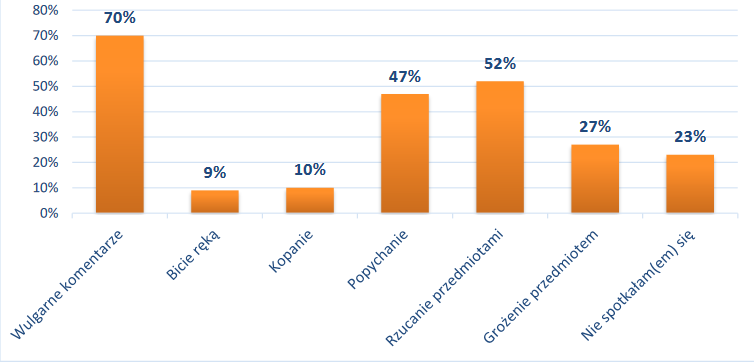 80%
70%
60%
50%
40%
30%
20%
10%
0%
70%
9%
10%
47%
52%
27%
23%
Wulgarne komentarze
Bicie ręką
Kopanie
Popychanie
Rzucanie przedmiotami
Grożenie przedmiotem
Nie spotkałam(em) się